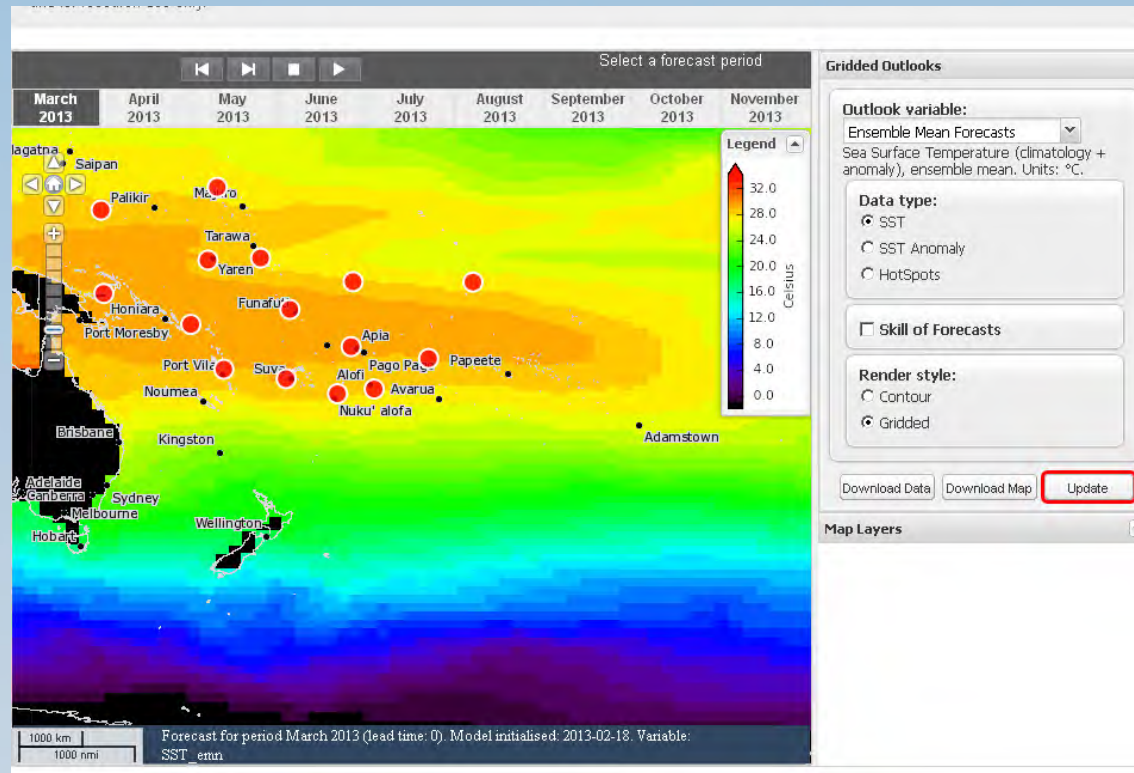 Select a forecast period
March April May June July August September October November
2013 2013 2013 2013 2013 2013 2013 2013 2013
Saipan
Palikir
Tarawa
Yaren
Honiara
Port Moresby
Apia
Alofi
Papeete
Avarua
Noumea
Nuku' alofa
Brisbane
Kingston
Adamstown
Adelaide
Canberra
Sydney
Melbourne
Hobart
Wellington
Legend
32.0
28.0
24.0
20.0
16.0
12.0
8.0
4.0
0.0
Celsius
1000 km
1000 nmi
Forecast for period March 2013 (lead time: 0). Model initialised: 2013-02-18. Variable:
SST_emn
Gridded Outlooks
Outlook variable:
Ensemble Mean Forecasts
Sea Surface Temperature (climatology +
anomaly), ensemble mean. Units: °C.
Data type:
SST
SST Anomaly
HotSpots
Skill of Forecasts
Render style:
Contour
Gridded
Download Data Download Map Update
Map Layers